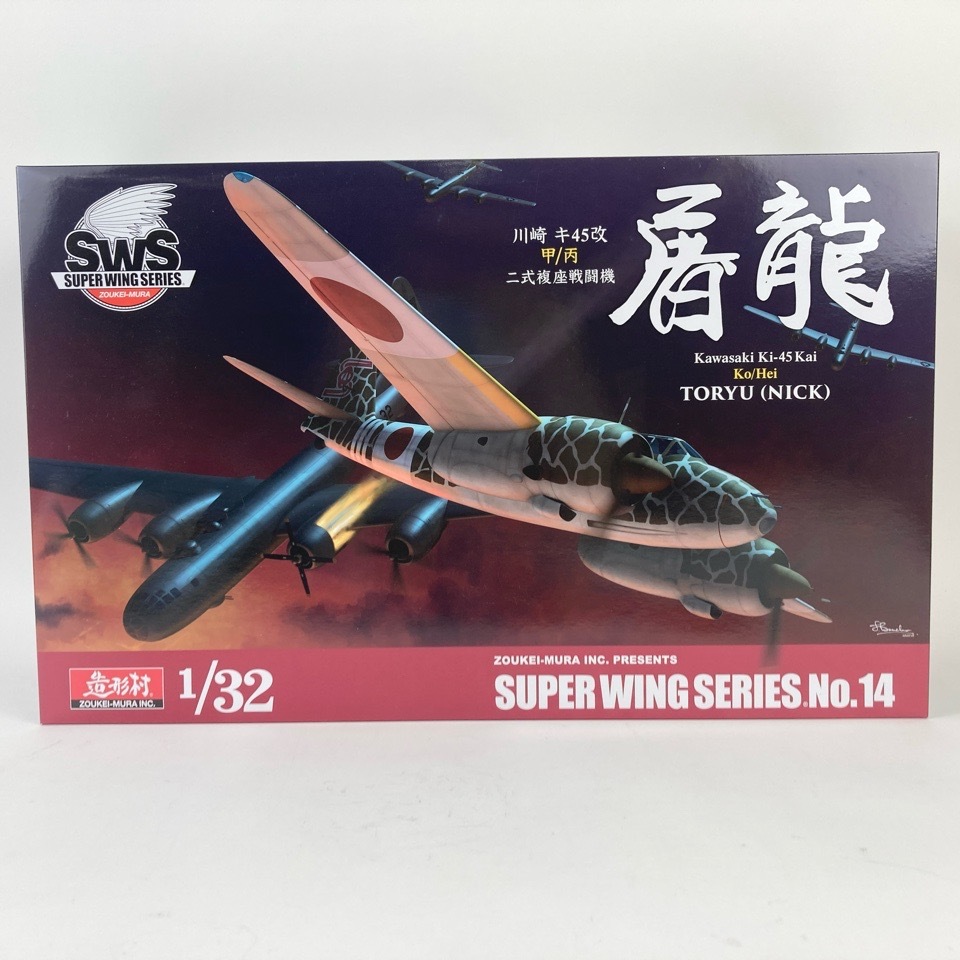 SWS
SUPER WING SERIES
ZOUKEI-MURA
川崎 キ45改
甲/丙
二式複座戦闘機
屠龍
Kawasaki Ki-45 Kai
Ko/Hei
TORYU (NICK)
32
造形村
ZOUKEI-MURA INC.
1/32
ZOUKEI-MURA INC. PRESENTS
SUPER WING SERIES. No.14